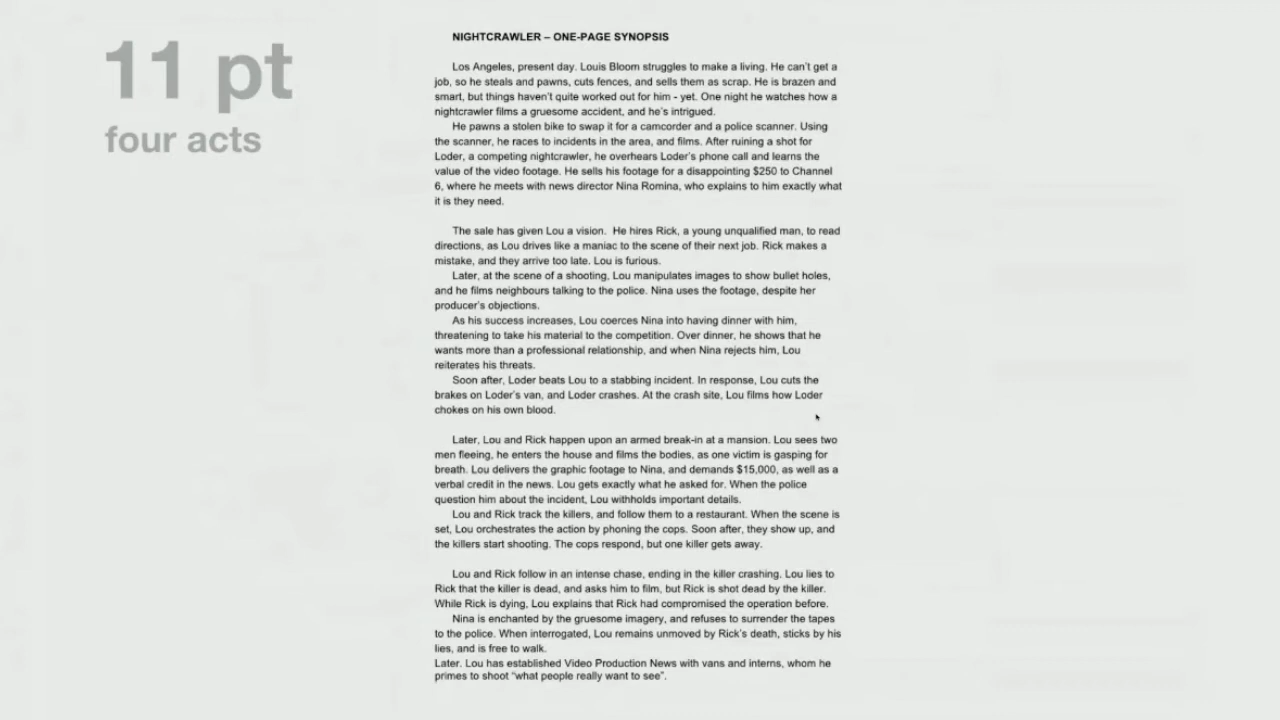 11 pt
four acts
NIGHTCRAWLER – ONE-PAGE SYNOPSIS
Los Angeles, present day. Louis Bloom struggles to make a living. He can't get a
job, so he steals and pawns, cuts fences, and sells them as scrap. He is brazen and
smart, but things haven't quite worked out for him - yet. One night he watches how a
nightcrawler films a gruesome accident, and he's intrigued.
He pawns a stolen bike to swap it for a camcorder and a police scanner. Using
the scanner, he races to incidents in the area, and films. After ruining a shot for
Loder, a competing nightcrawler, he overhears Loder's phone call and learns the
value of the video footage. He sells his footage for a disappointing $250 to Channel
6, where he meets with news director Nina Romina, who explains to him exactly what
it is they need.
The sale has given Lou a vision.  He hires Rick, a young unqualified man, to read
directions, as Lou drives like a maniac to the scene of their next job. Rick makes a
mistake, and they arrive too late. Lou is furious.
Later, at the scene of a shooting, Lou manipulates images to show bullet holes,
and he films neighbours talking to the police. Nina uses the footage, despite her
producer's objections.
As his success increases, Lou coerces Nina into having dinner with him,
threatening to take his material to the competition. Over dinner, he shows that he
wants more than a professional relationship, and when Nina rejects him, Lou
reiterates his threats.
Soon after, Loder beats Lou to a stabbing incident. In response, Lou cuts the
brakes on Loder's van, and Loder crashes. At the crash site, Lou films how Loder
chokes on his own blood.
Later, Lou and Rick happen upon an armed break-in at a mansion. Lou sees two
men fleeing, he enters the house and films the bodies, as one victim is gasping for
breath. Lou delivers the graphic footage to Nina, and demands $15,000, as well as a
verbal credit in the news. Lou gets exactly what he asked for. When the police
question him about the incident, Lou withholds important details.
Lou and Rick track the killers, and follow them to a restaurant. When the scene is
set, Lou orchestrates the action by phoning the cops. Soon after, they show up, and
the killers start shooting. The cops respond, but one killer gets away.
Lou and Rick follow in an intense chase, ending in the killer crashing. Lou lies to
Rick that the killer is dead, and asks him to film, but Rick is shot dead by the killer.
While Rick is dying, Lou explains that Rick had compromised the operation before.
Nina is enchanted by the gruesome imagery, and refuses to surrender the tapes
to the police. When interrogated, Lou remains unmoved by Rick's death, sticks by his
lies, and is free to walk.
Later. Lou has established Video Production News with vans and interns, whom he
primes to shoot “what people really want to see”.